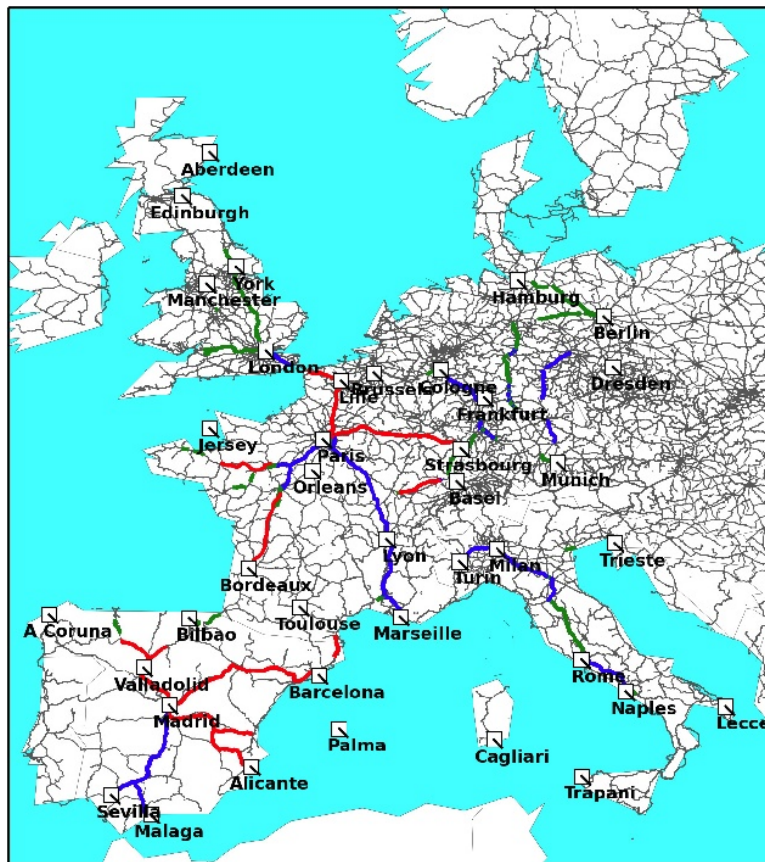 Aberdeen
Edinburgh
York
Manchester
Hamburg
Berlin
London
Lille
Brussels
Cologne
Dresden
Frankfurt
Jersey
Paris
Strasbourg
Munich
Orleans
Basel
Lyon
Milan
Trieste
Turin
Bordeaux
Toulouse
Marseille
A Coruna
Bilbao
Rome
Valladolid
Barcelona
Madrid
Naples
Lecce
Palma
Cagliari
Alicante
Trapani
Sevilla
Malaga